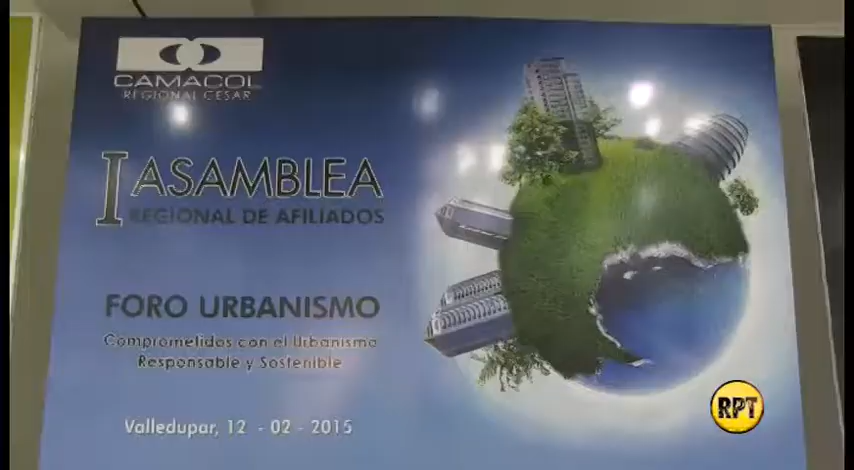 CAMACOL
REGIONAL CESAR
I ASAMBLEA
REGIONAL DE AFILIADOS
FORO URBANISMO
Comprometidos con el Urbanismo
Responsable y Sostenible
Valledupar, 12 - 02 - 2015
RPT